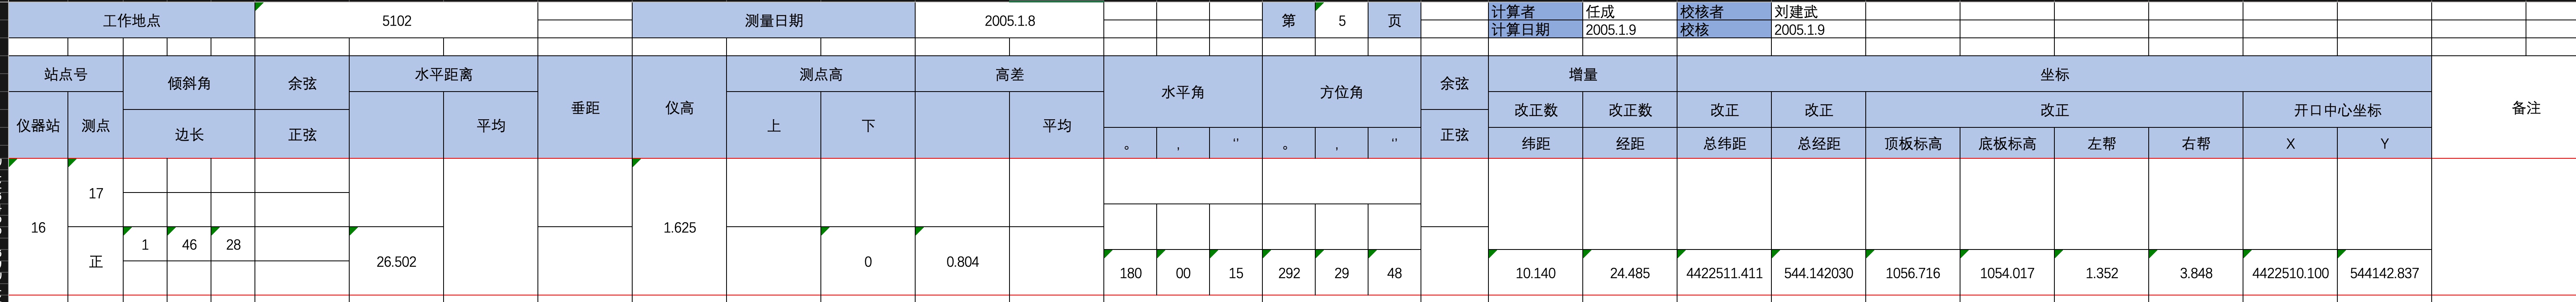 工作地点 5102 测量日期 2005.1.8 第 5 页 计算者 任成 校核者 刘建武
计算日期 2005.1.9 校核 2005.1.9
站点号 倾斜角 余弦 水平距离 垂距 仪高 测点高 高差 水平角 方位角 余弦 增量 坐标 备注
仪器站 测点 边长 正弦 平均 上 下 平均 正弦 改正数 改正数 改正 改正 改正 开口中心坐标
。 , '' 。 , '' 纬距 经距 总纬距 总经距 顶板标高 底板标高 左帮 右帮 X Y
17
16 1.625
正 1 46 28 26.502 0 0.804 180 00 15 292 29 48 10.140 24.485 4422511.411 544.142030 1056.716 1054.017 1.352 3.848 4422510.100 544142.837